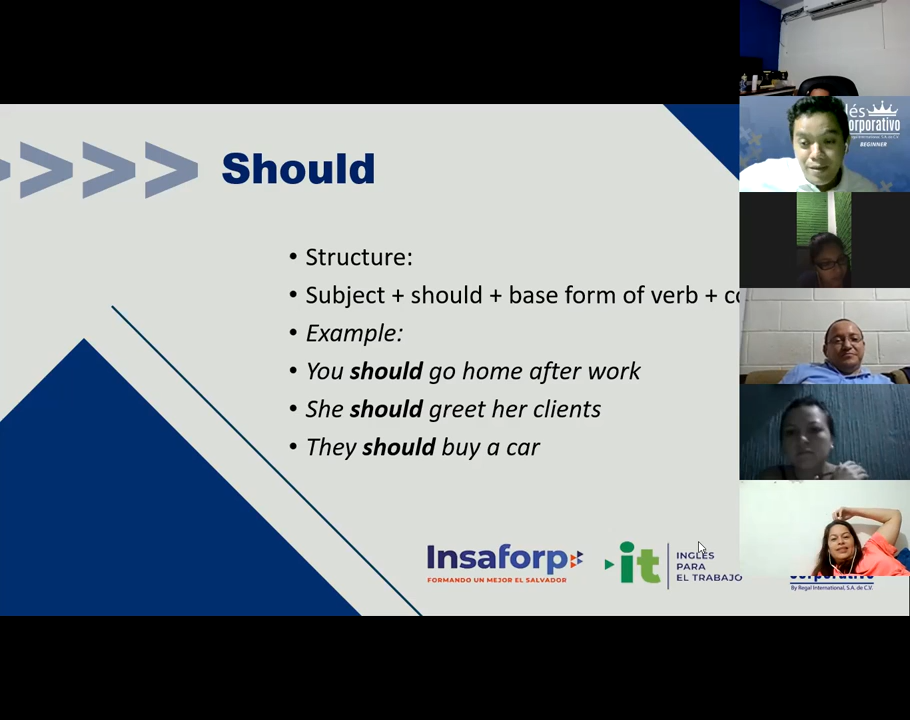 Should
• Structure:
• Subject + should + base form of verb +
• Example:
• You should go home after work
• She should greet her clients
• They should buy a car
Insaforp
FORMANDO UN MEJOR EL SALVADOR
it
INGLÉS
PARA
EL TRABAJO
By Regal International, S.A. de C.V.
BEGINNER